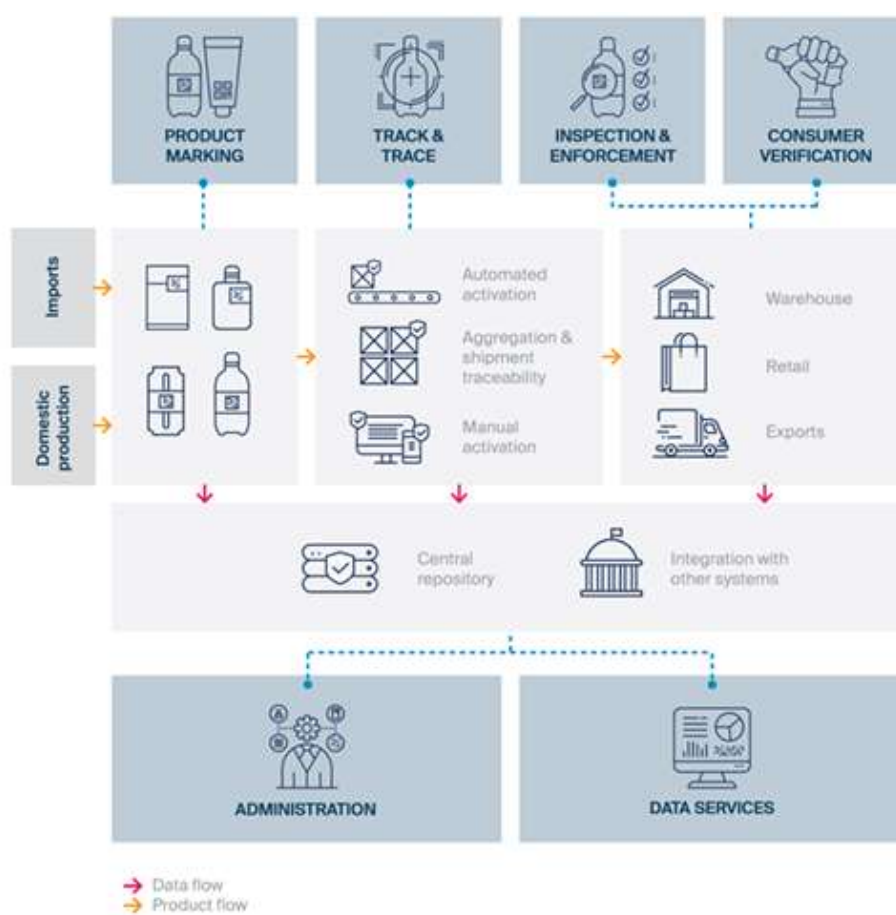 PRODUCT
MARKING
TRACK &
TRACE
INSPECTION &
ENFORCEMENT
CONSUMER
VERIFICATION
Imports
Domestic
production
Automated
activation
Aggregation &
shipment
traceability
Manual
activation
Warehouse
Retail
Exports
Central
repository
Integration with
other systems
ADMINISTRATION
DATA SERVICES
Data flow
Product flow